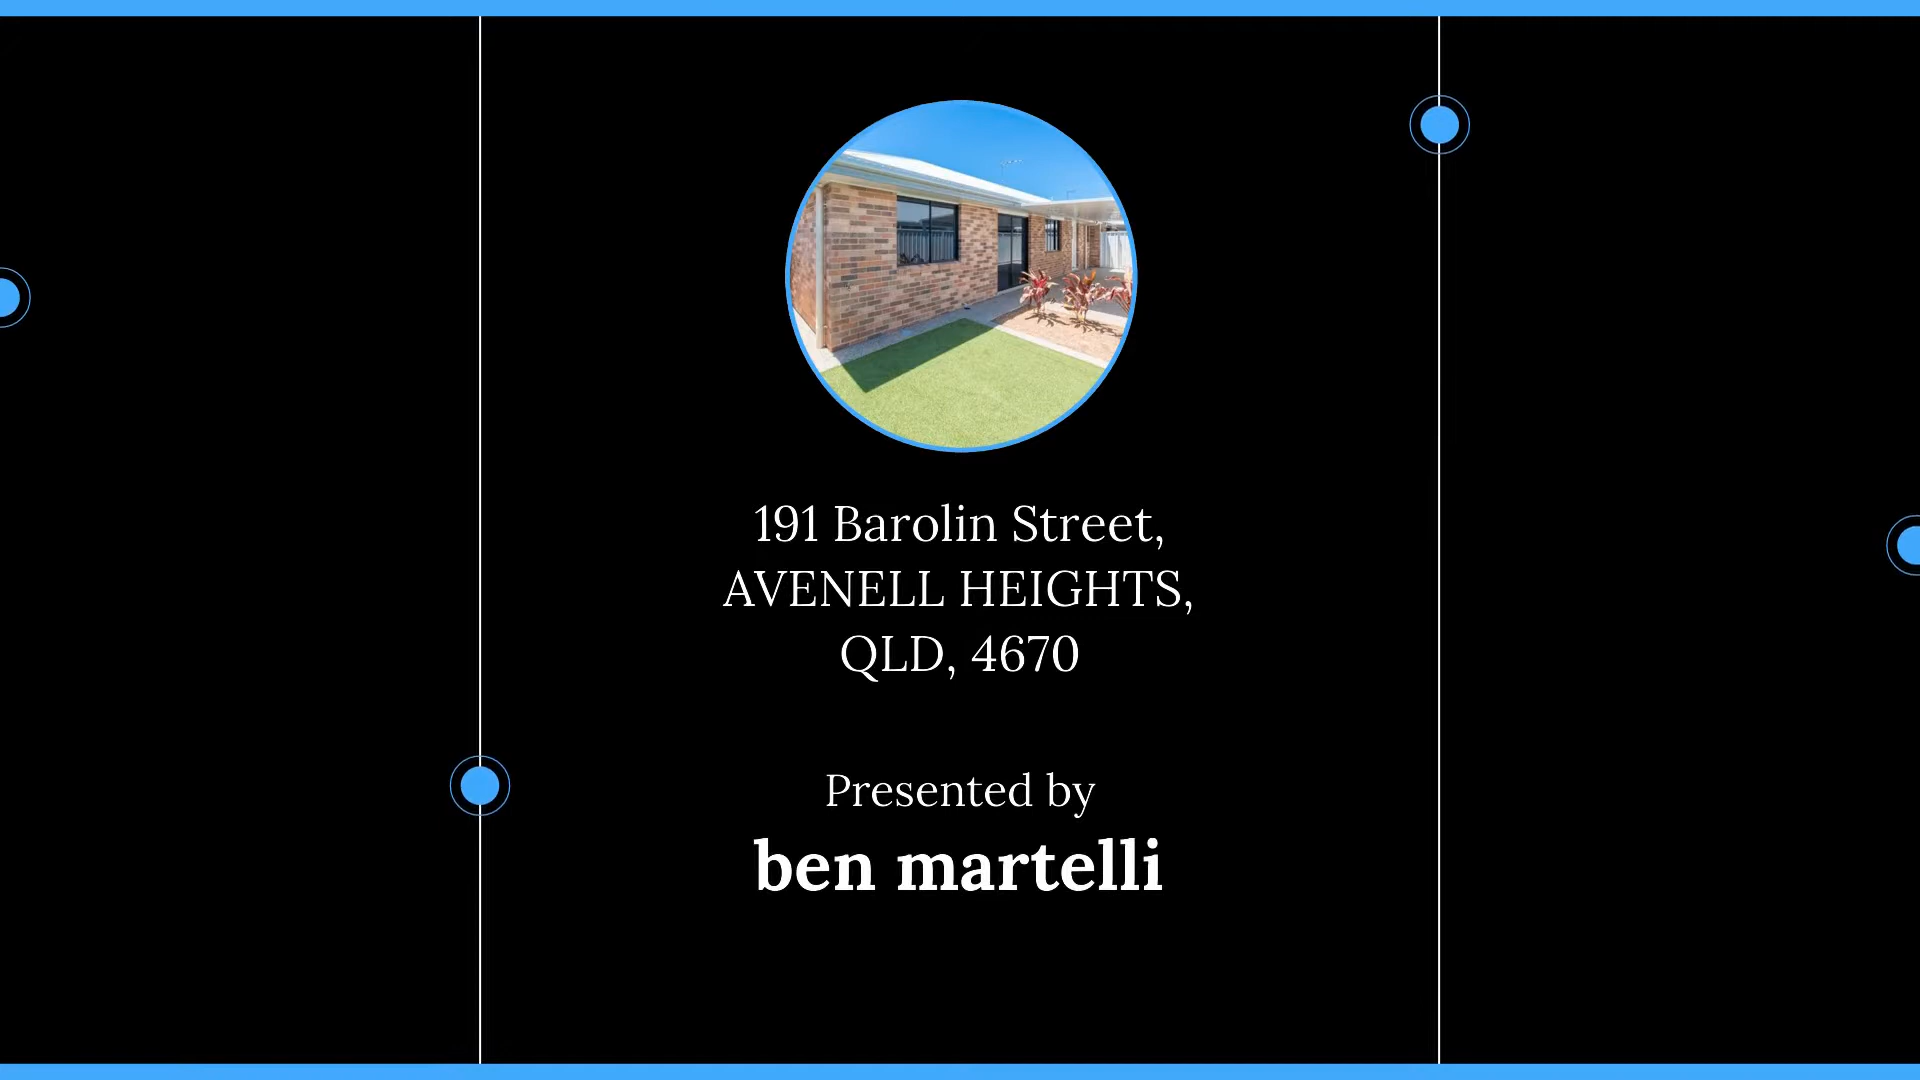 191 Barolin Street,
AVENELL HEIGHTS,
QLD, 4670
Presented by
ben martelli